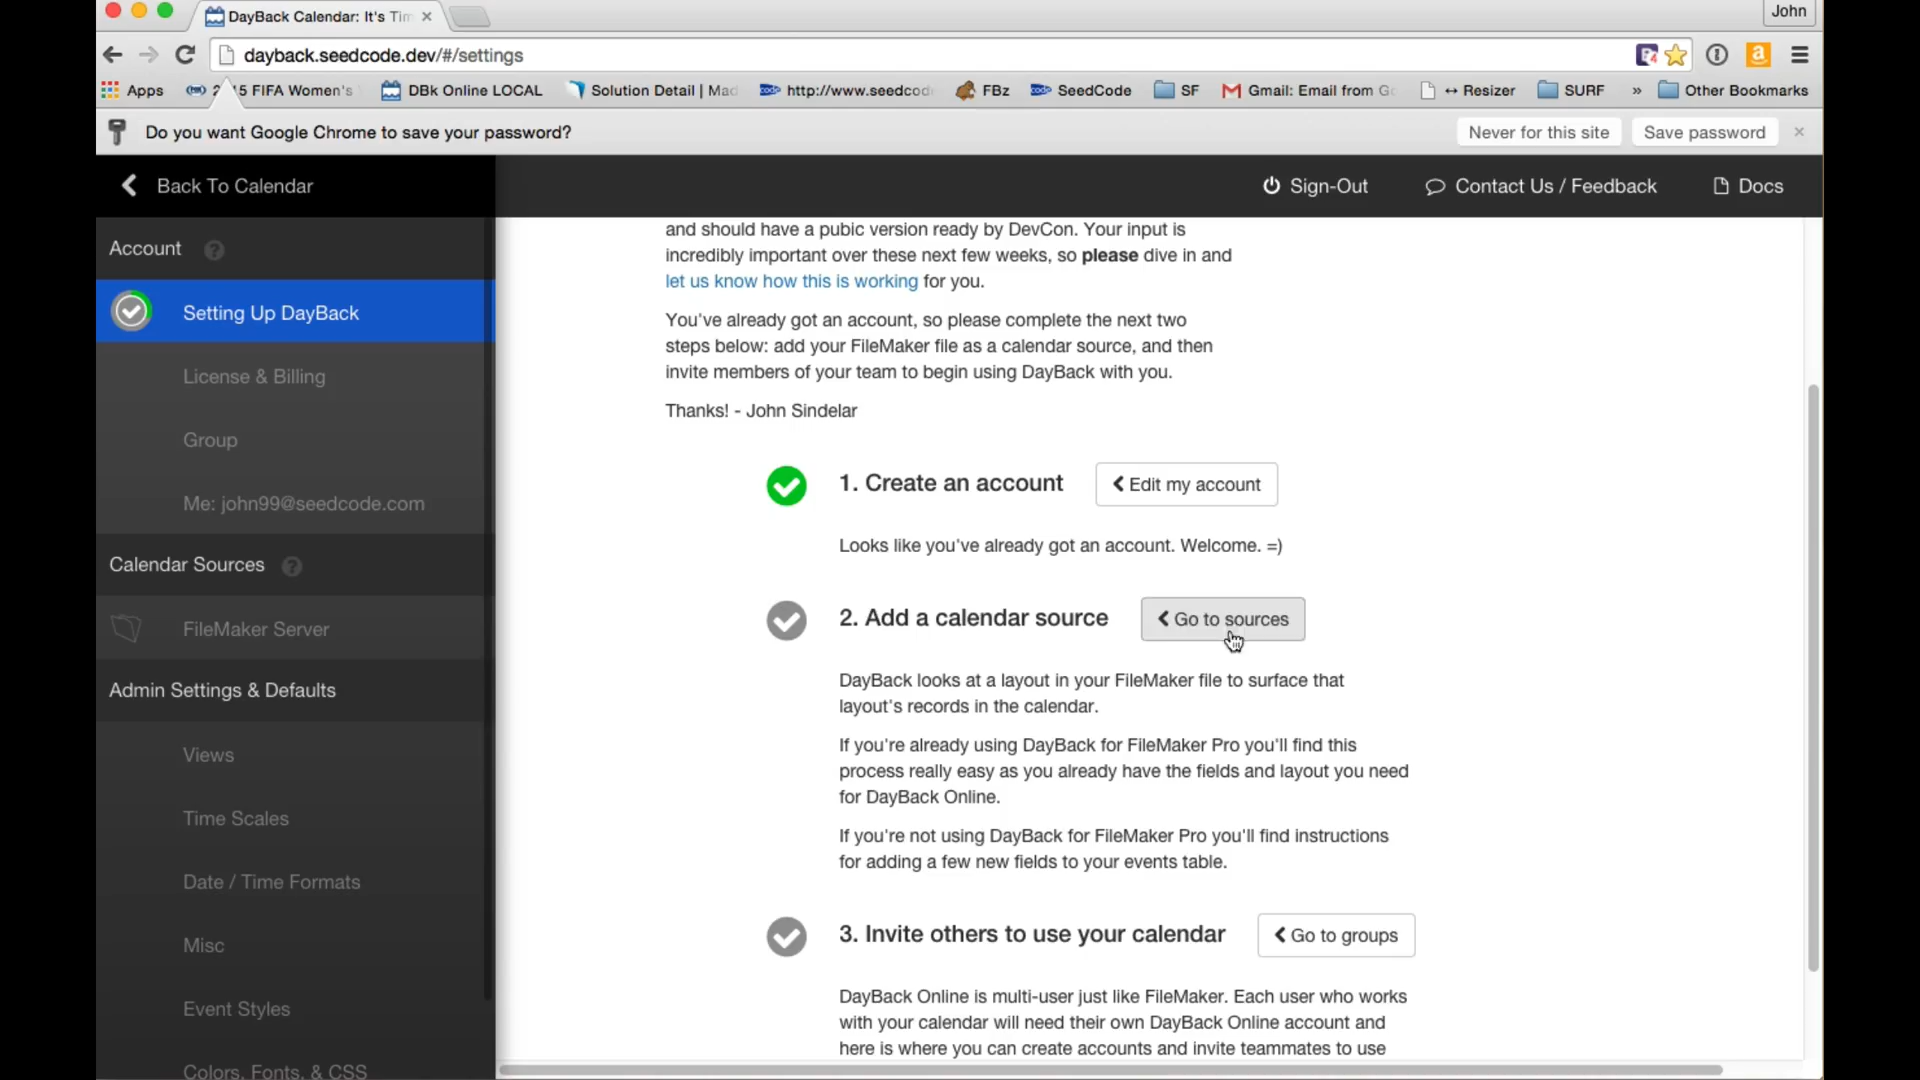 DayBack Calendar: It's Tim
John
dayback.seedcode.dev/#/settings
Apps
5 FIFA Women's
DBk Online LOCAL
Solution Detail | Mad
http://www.seedcod
FBz
SeedCode
SF
Gmail: Email from Go
↔ Resizer
SURF
»
Other Bookmarks
Do you want Google Chrome to save your password?
Never for this site
Save password
Back To Calendar
Sign-Out
Contact Us / Feedback
Docs
Account
Setting Up DayBack
License & Billing
Group
Me: john99@seedcode.com
Calendar Sources
FileMaker Server
Admin Settings & Defaults
Views
Time Scales
Date / Time Formats
Misc
Event Styles
Colors, Fonts, & CSS
and should have a pubic version ready by DevCon. Your input is
incredibly important over these next few weeks, so please dive in and
let us know how this is working for you.
You've already got an account, so please complete the next two
steps below: add your FileMaker file as a calendar source, and then
invite members of your team to begin using DayBack with you.
Thanks! - John Sindelar
1. Create an account
Edit my account
Looks like you've already got an account. Welcome. =)
2. Add a calendar source
Go to sources
DayBack looks at a layout in your FileMaker file to surface that
layout's records in the calendar.
If you're already using DayBack for FileMaker Pro you'll find this
process really easy as you already have the fields and layout you need
for DayBack Online.
If you're not using DayBack for FileMaker Pro you'll find instructions
for adding a few new fields to your events table.
3. Invite others to use your calendar
Go to groups
DayBack Online is multi-user just like FileMaker. Each user who works
with your calendar will need their own DayBack Online account and
here is where you can create accounts and invite teammates to use